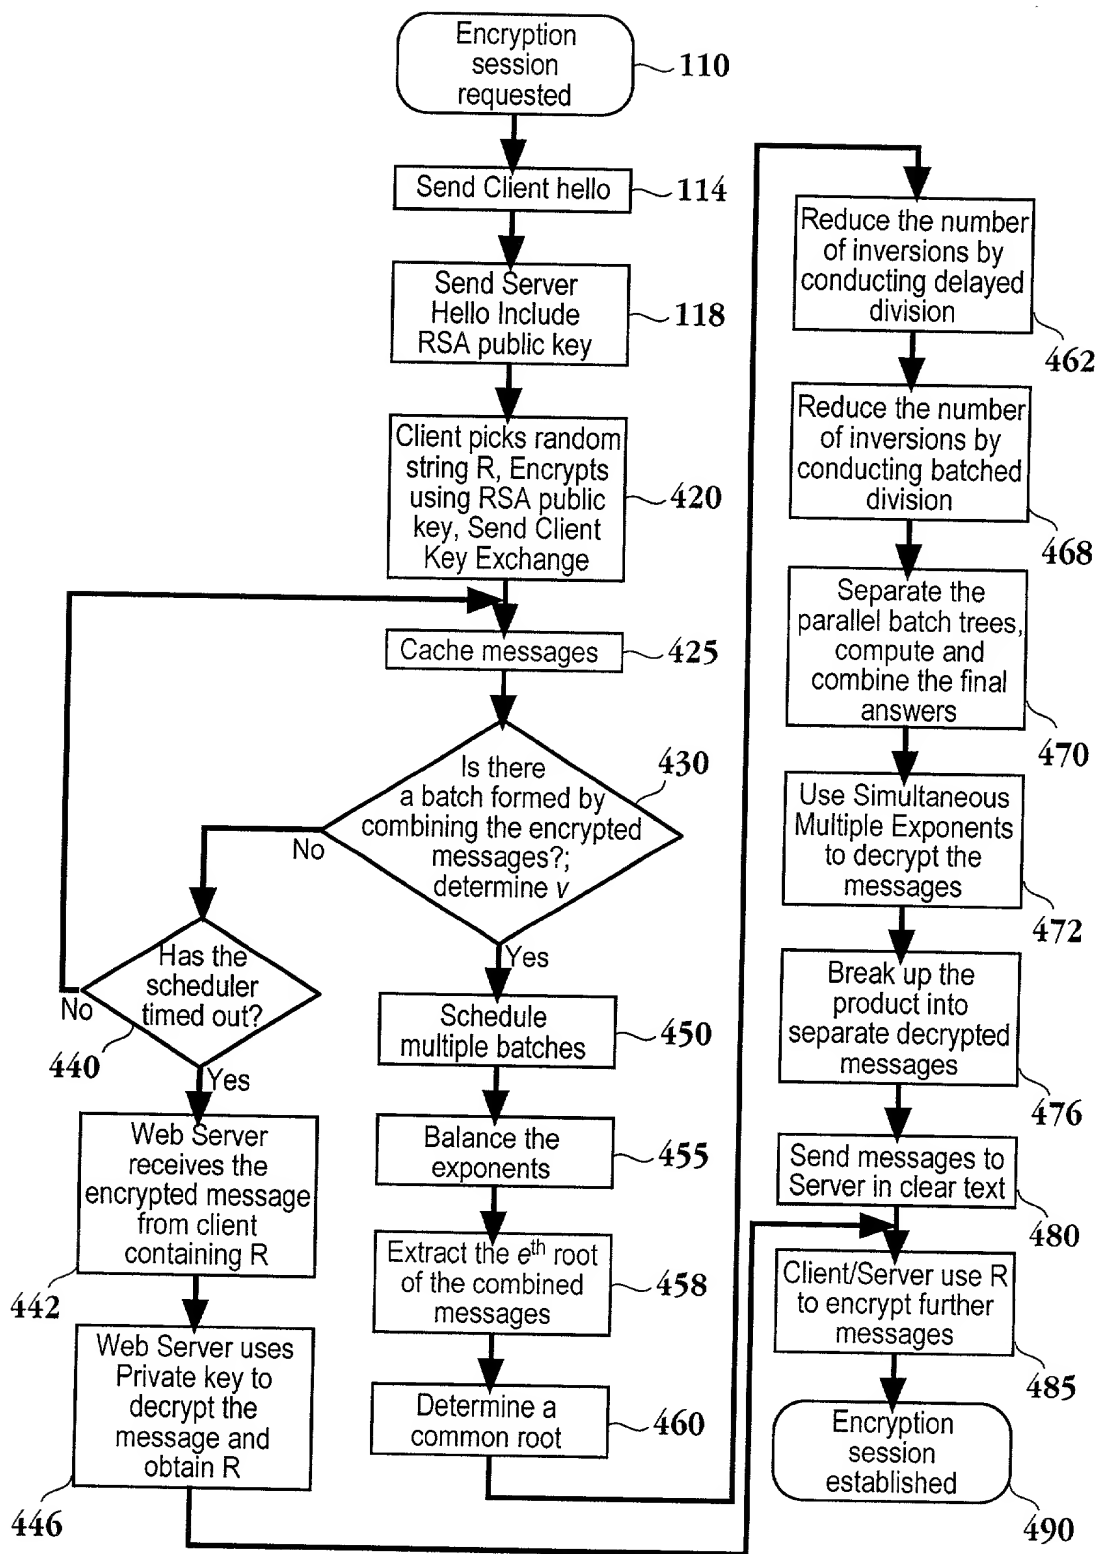 Encryption
session
requested
110
Send Client hello
114
Send Server
Hello Include
RSA public key
118
Client picks random
string R, Encrypts
using RSA public
key, Send Client
Key Exchange
420
Cache messages
425
Is there
a batch formed by
combining the encrypted
messages?;
determine v
430
No
Yes
Has the
scheduler
timed out?
440
No
Yes
Web Server
receives the
encrypted message
from client
containing R
442
Web Server uses
Private key to
decrypt the
message and
obtain R
446
Schedule
multiple batches
450
Balance the
exponents
455
Extract the eth root
of the combined
messages
458
Determine a
common root
460
Reduce the number
of inversions by
conducting delayed
division
462
Reduce the number
of inversions by
conducting batched
division
468
Separate the
parallel batch trees,
compute and
combine the final
answers
470
Use Simultaneous
Multiple Exponents
to decrypt the
messages
472
Break up the
product into
separate decrypted
messages
476
Send messages to
Server in clear text
480
Client/Server use R
to encrypt further
messages
485
Encryption
session
established
490